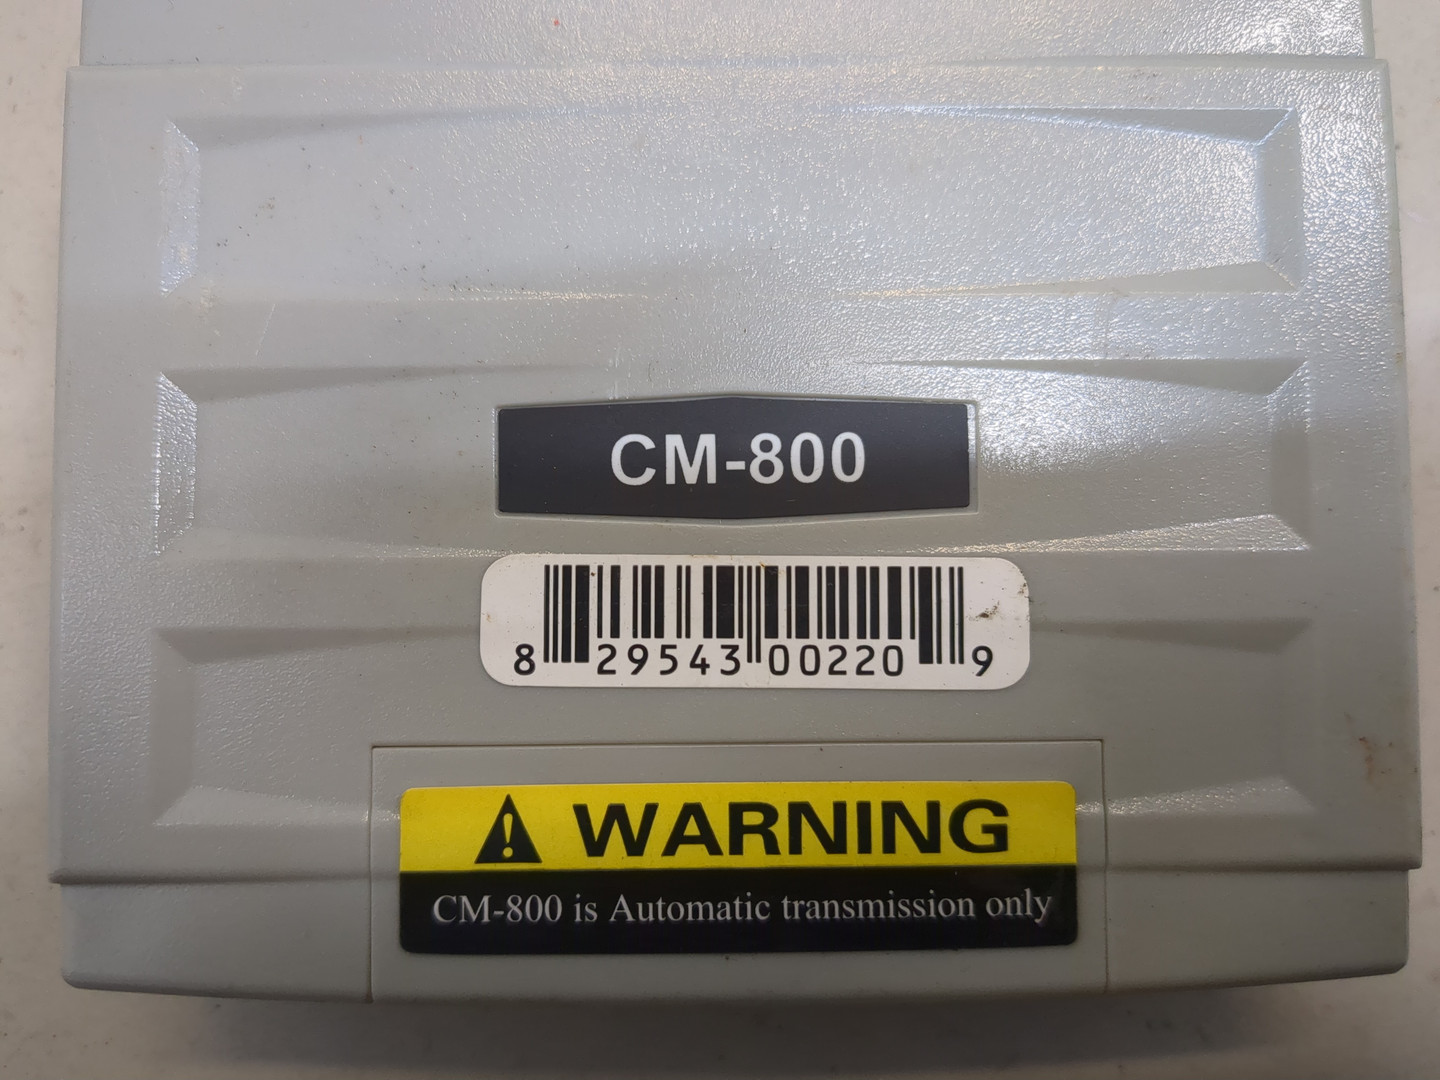 CM-800
8 29543 00220 9
WARNING
CM-800 is Automatic transmission only